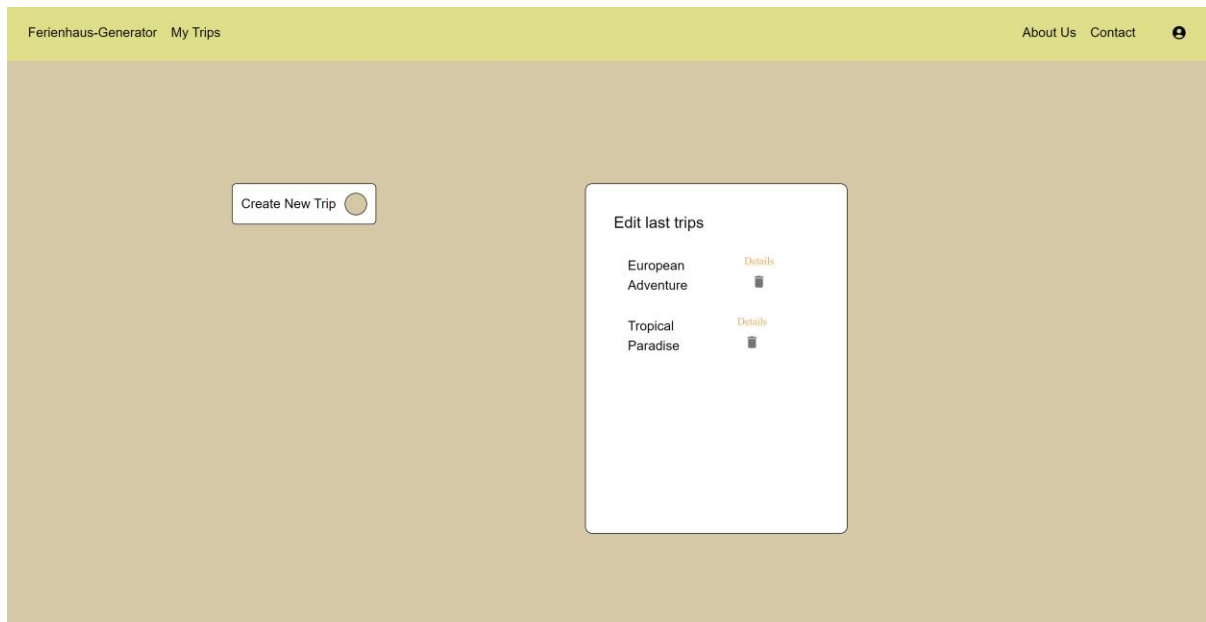 Ferienhaus-Generator My Trips About Us Contact
Create New Trip
Edit last trips
European Details
Adventure
Tropical Details
Paradise